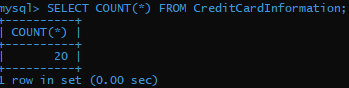 mysql> SELECT COUNT(*) FROM CreditCardInformation;
+----------+
| COUNT(*) |
+----------+
|       20 |
+----------+
1 row in set (0.00 sec)